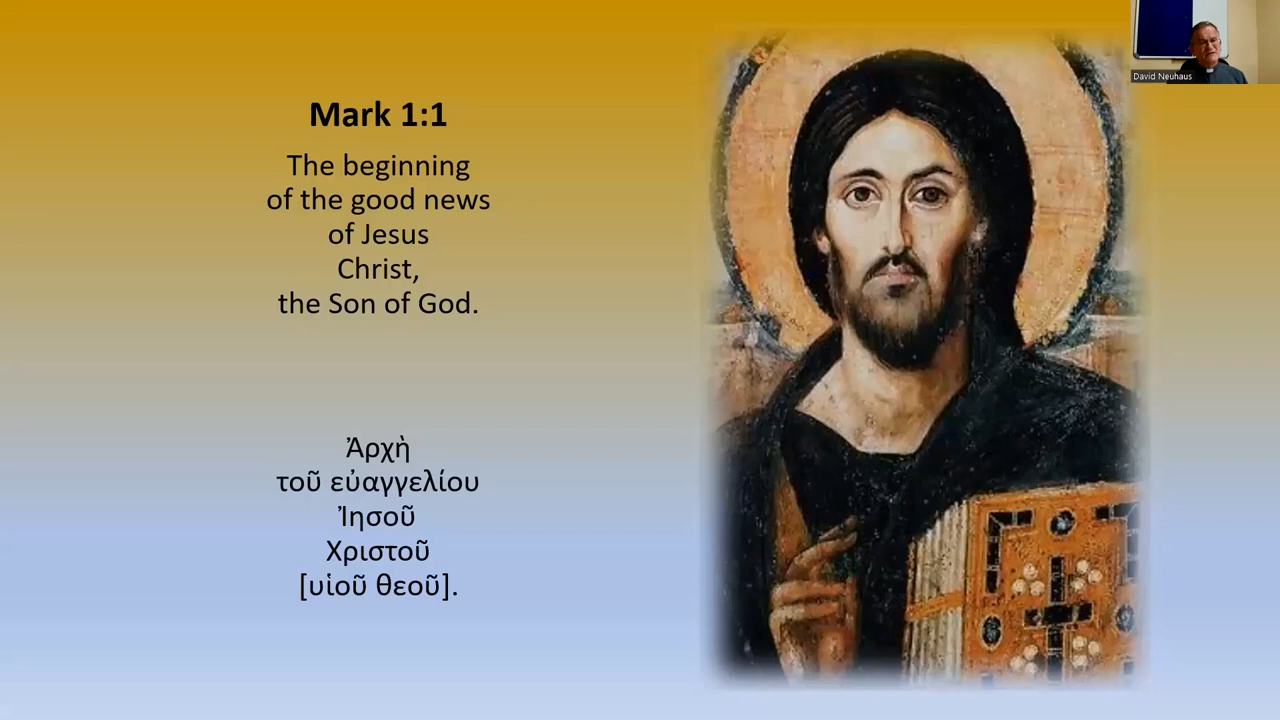 Mark 1:1
The beginning
of the good news
of Jesus
Christ,
the Son of God.
Ἀρχὴ
τοῦ εὐαγγελίου
Ἰησοῦ
Χριστοῦ
[υἱοῦ θεοῦ].
David Neuhaus